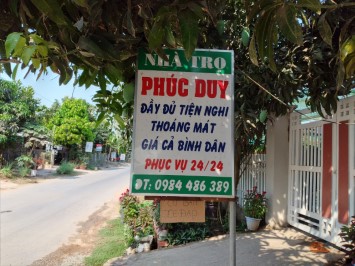 NHÀ TRỌ
PHÚC DUY
ĐẦY ĐỦ TIỆN NGHI
THOÁNG MÁT
GIÁ CẢ BÌNH DÂN
PHỤC VỤ 24/24
ĐT: 0984 486 389